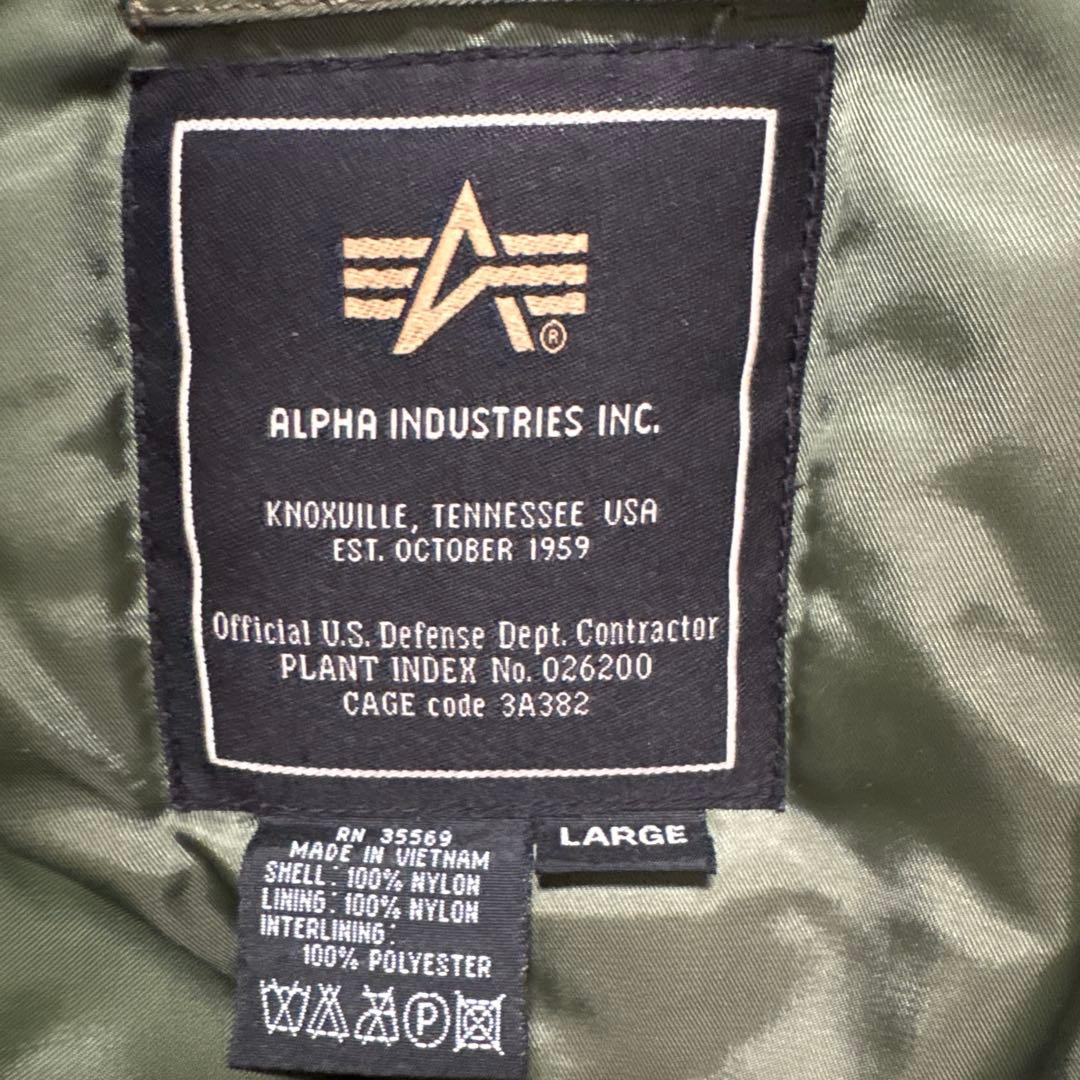 ®
ALPHA INDUSTRIES INC.
KNOXVILLE, TENNESSEE USA
EST. OCTOBER 1959
Official U.S. Defense Dept. Contractor
PLANT INDEX No. 026200
CAGE code 3A382
LARGE
RN 35569
MADE IN VIETNAM
SHELL: 100% NYLON
LINING: 100% NYLON
INTERLINING:
100% POLYESTER
P